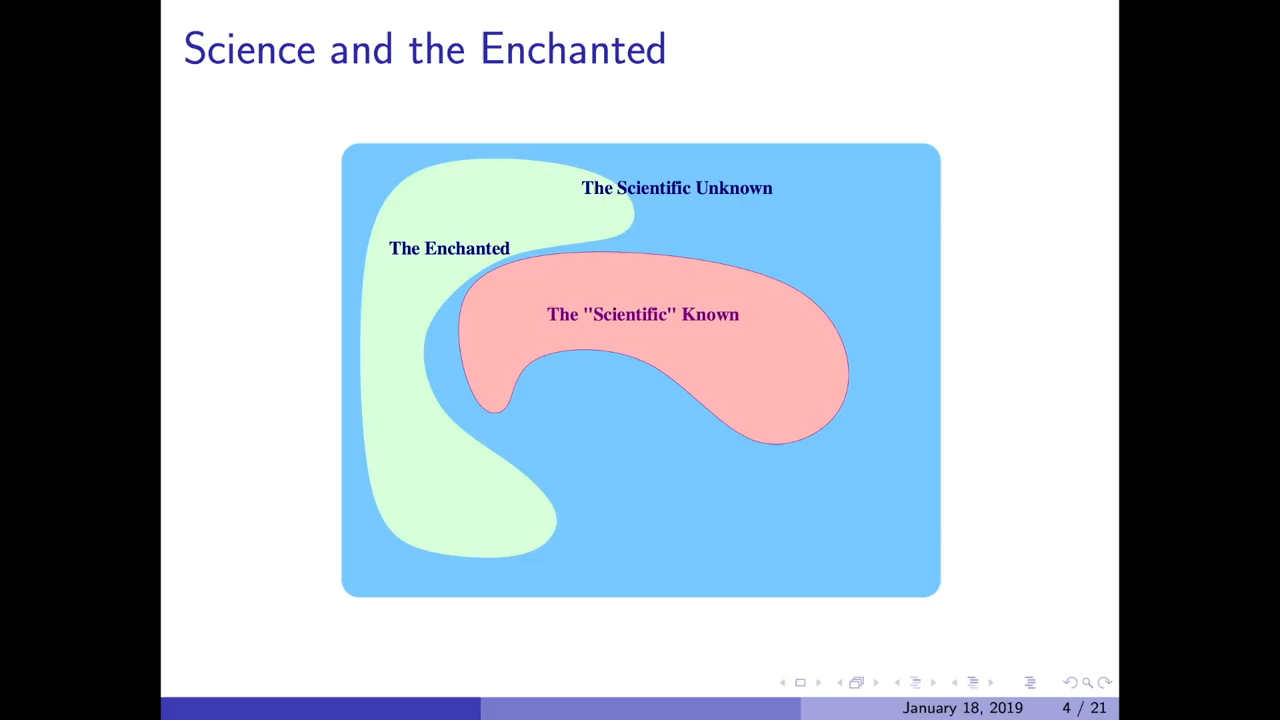 Science and the Enchanted
The Scientific Unknown
The Enchanted
The "Scientific" Known
January 18, 2019 4 / 21